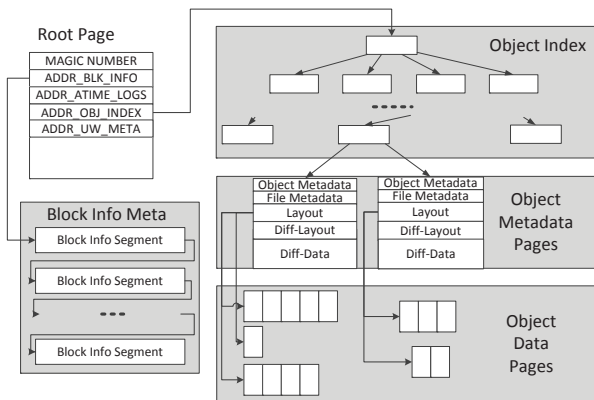 Root Page
MAGIC NUMBER
ADDR_BLK_INFO
ADDR_ATIME_LOGS
ADDR_OBJ_INDEX
ADDR_UW_META
Object Index
Block Info Meta
Block Info Segment
Block Info Segment
Block Info Segment
Object Metadata
File Metadata
Layout
Diff-Layout
Diff-Data
Object Metadata
File Metadata
Layout
Diff-Layout
Diff-Data
Object
Metadata
Pages
Object
Data
Pages